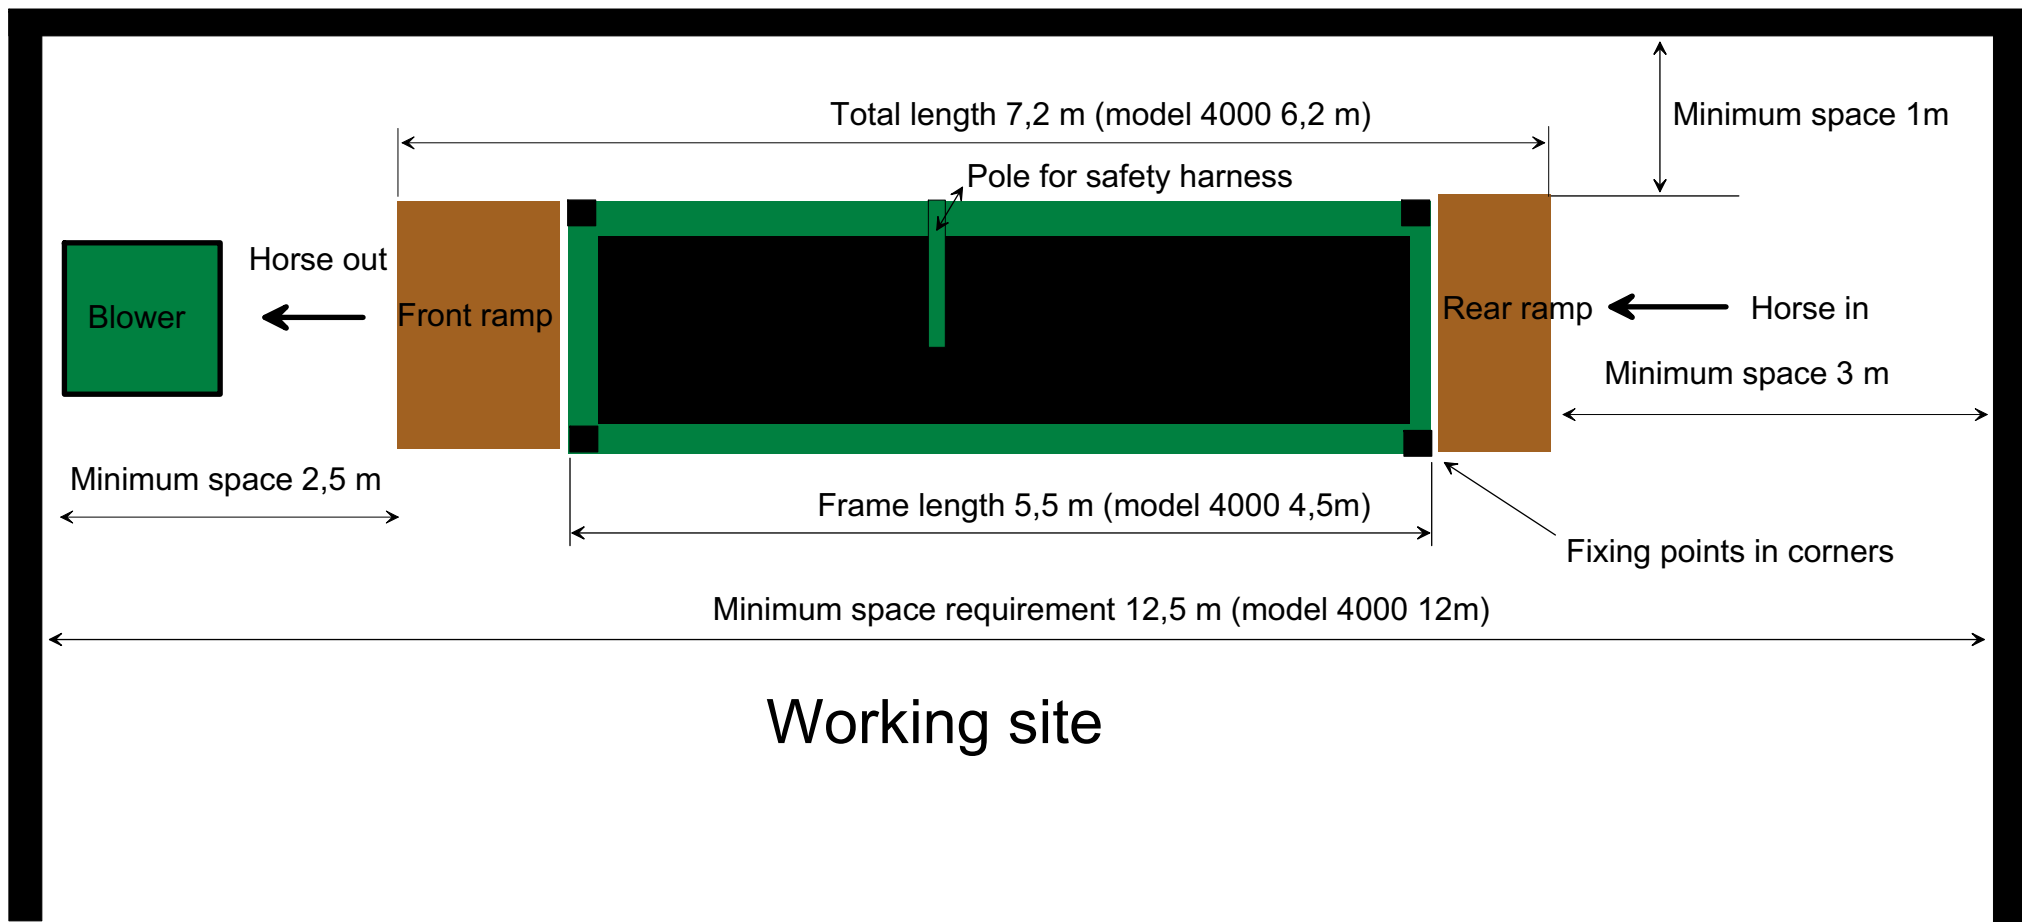 Total length 7,2 m (model 4000 6,2 m)
Minimum space 1m
Pole for safety harness
Horse out
Blower
Front ramp
Rear ramp
Horse in
Minimum space 3 m
Minimum space 2,5 m
Frame length 5,5 m (model 4000 4,5m)
Fixing points in corners
Minimum space requirement 12,5 m (model 4000 12m)
Working site